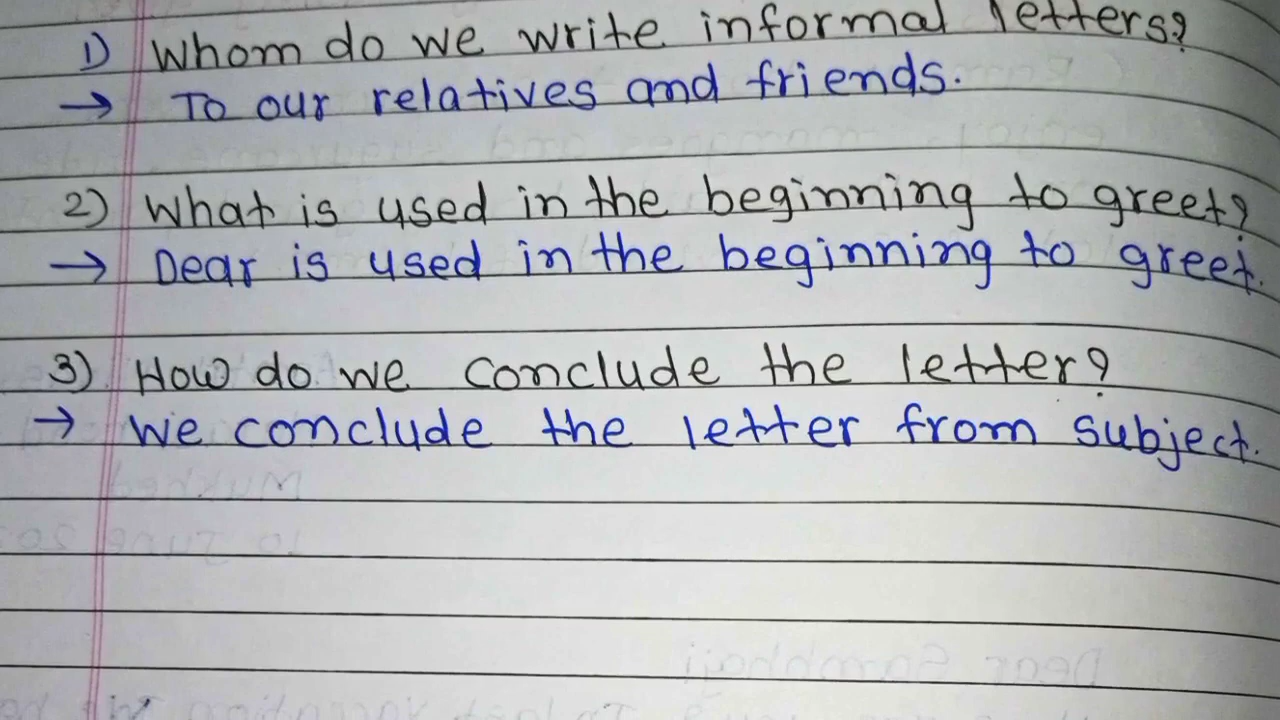 1) Whom do we write informal letters?
→ To our relatives and friends.
2) What is used in the beginning to greet?
→ Dear is used in the beginning to greet.
3) How do we conclude the letter?
→ We conclude the letter from subject.